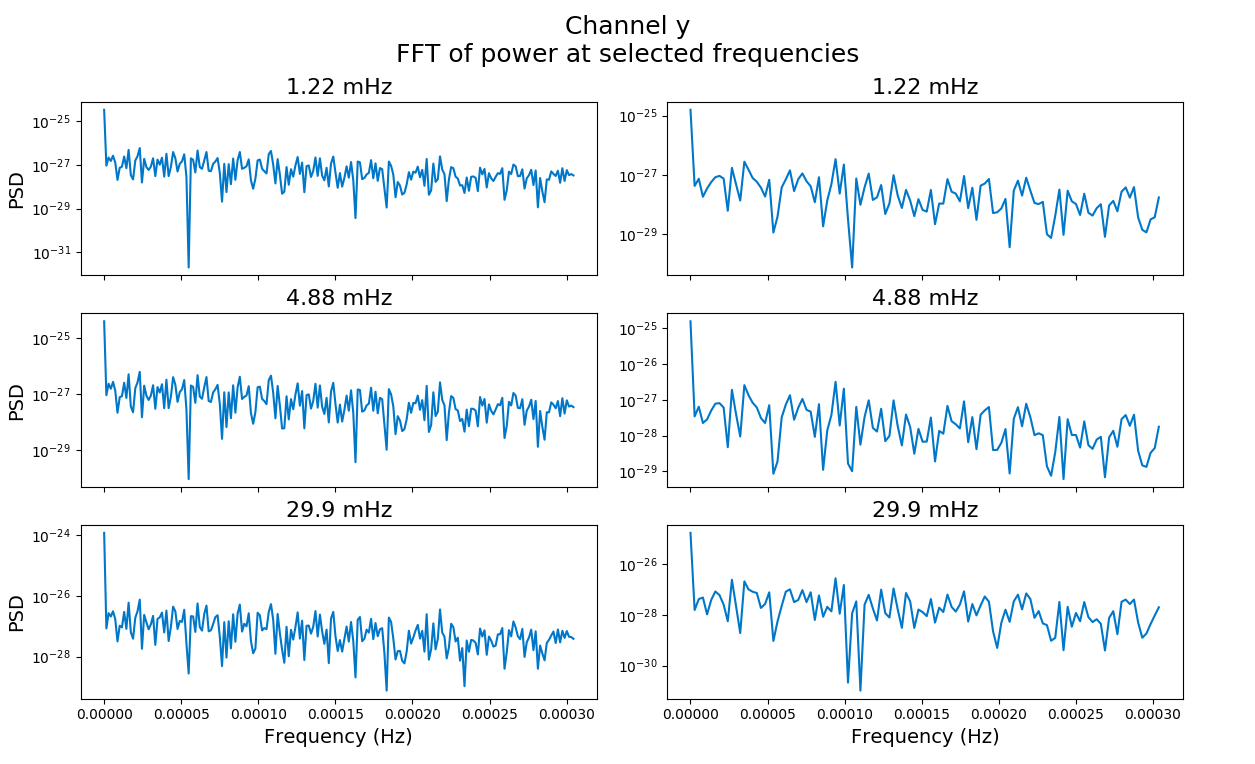 Channel y
FFT of power at selected frequencies
1.22 mHz
1.22 mHz
PSD
10⁻²⁵
10⁻²⁷
10⁻²⁹
10⁻³¹
10⁻²⁵
10⁻²⁷
10⁻²⁹
4.88 mHz
4.88 mHz
PSD
10⁻²⁵
10⁻²⁷
10⁻²⁹
10⁻²⁵
10⁻²⁶
10⁻²⁷
10⁻²⁸
10⁻²⁹
29.9 mHz
29.9 mHz
PSD
10⁻²⁴
10⁻²⁶
10⁻²⁸
10⁻²⁶
10⁻²⁸
10⁻³⁰
0.00000 0.00005 0.00010 0.00015 0.00020 0.00025 0.00030
0.00000 0.00005 0.00010 0.00015 0.00020 0.00025 0.00030
Frequency (Hz)
Frequency (Hz)